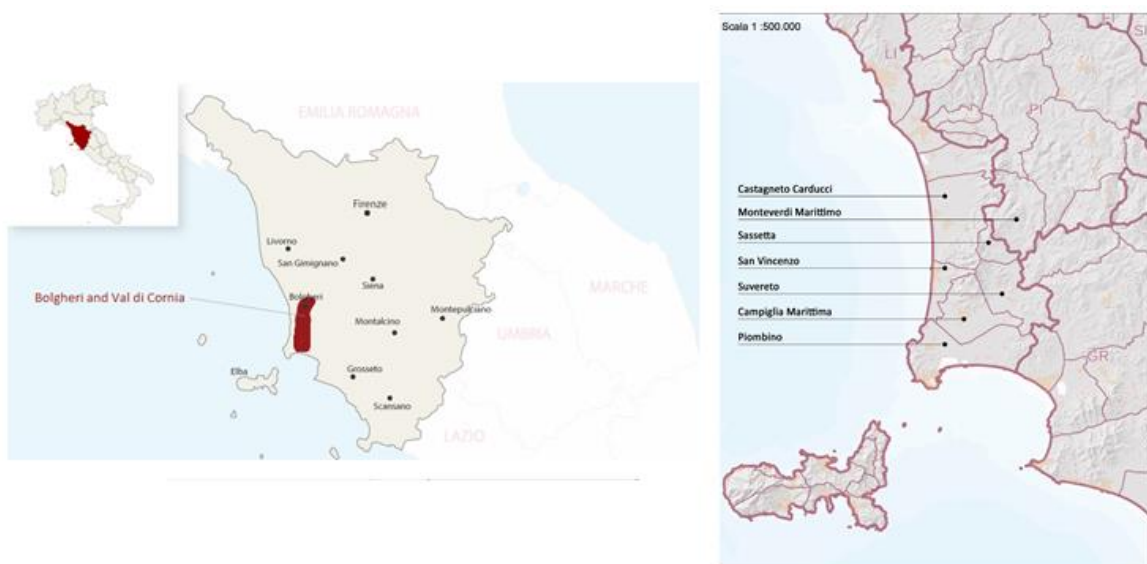 EMILIA ROMAGNA
Firenze
Livorno
San Gimignano
Siena
Bolgheri and Val di Cornia
Bolgheri
MARCHE
Montepulciano
Montalcino
UMBRIA
Elba
Grosseto
Scansano
LAZIO
Scala 1 :500.000
LI
FI
SI
PI
Castagneto Carducci
Monteverdi Marittimo
Sassetta
San Vincenzo
Suvereto
Campiglia Marittima
Piombino
GR